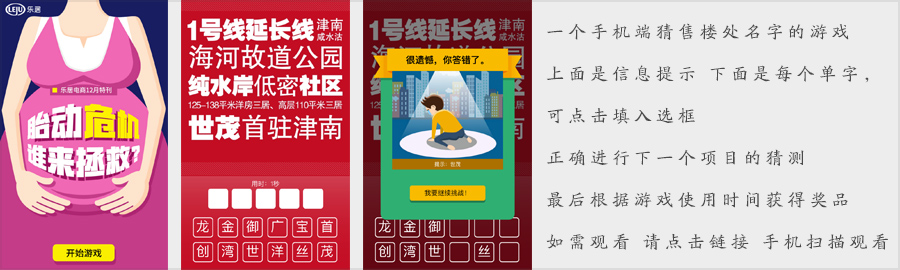 LEJU 乐居
乐居电商12月特刊
胎动危机
谁来拯救?
开始游戏
1号线延长线 津南 咸水沽
海河故道公园
纯水岸低密社区
125-138平米洋房三居、高层110平米三居
世茂首驻津南
用时：1秒
龙 金 御 广 宝 首
创 湾 世 洋 丝 茂
1号线延长线 津南 咸水沽
很遗憾，你答错了。
我要继续挑战!
龙 金 御
创 湾 世 丝
一个手机端猜售楼处名字的游戏
上面是信息提示 下面是每个单字，
可点击填入选框
正确进行下一个项目的猜测
最后根据游戏使用时间获得奖品
如需观看 请点击链接 手机扫描观看